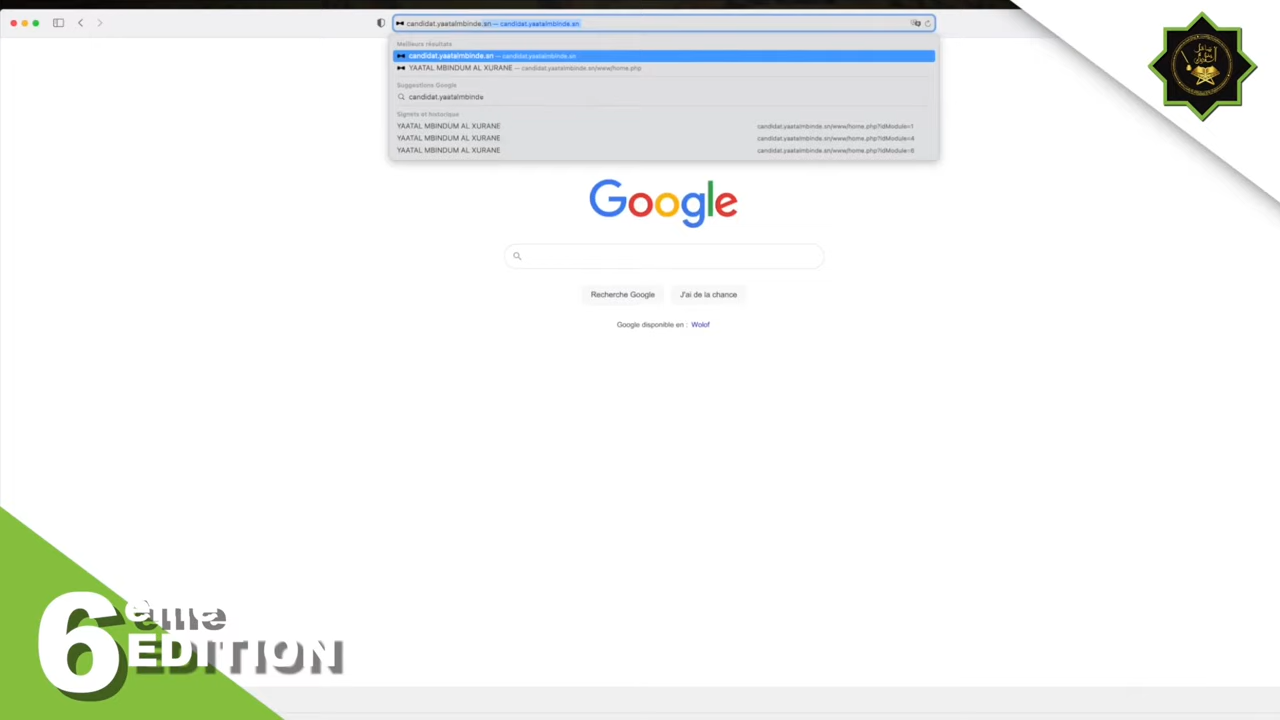 candidat.yaatalmbinde.sn — candidat.yaatalmbinde.sn
Meilleurs résultats
candidat.yaatalmbinde.sn — candidat.yaatalmbinde.sn
YAATAL MBINDUM AL XURANE — candidat.yaatalmbinde.sn/www/home.php
Suggestions Google
candidat.yaatalmbinde
Signets et historique
YAATAL MBINDUM AL XURANE candidat.yaatalmbinde.sn/www/home.php?IdModule=1
YAATAL MBINDUM AL XURANE candidat.yaatalmbinde.sn/www/home.php?IdModule=4
YAATAL MBINDUM AL XURANE candidat.yaatalmbinde.sn/www/home.php?IdModule=6
Google
Recherche Google J'ai de la chance
Google disponible en : Wolof
6ème
EDITION